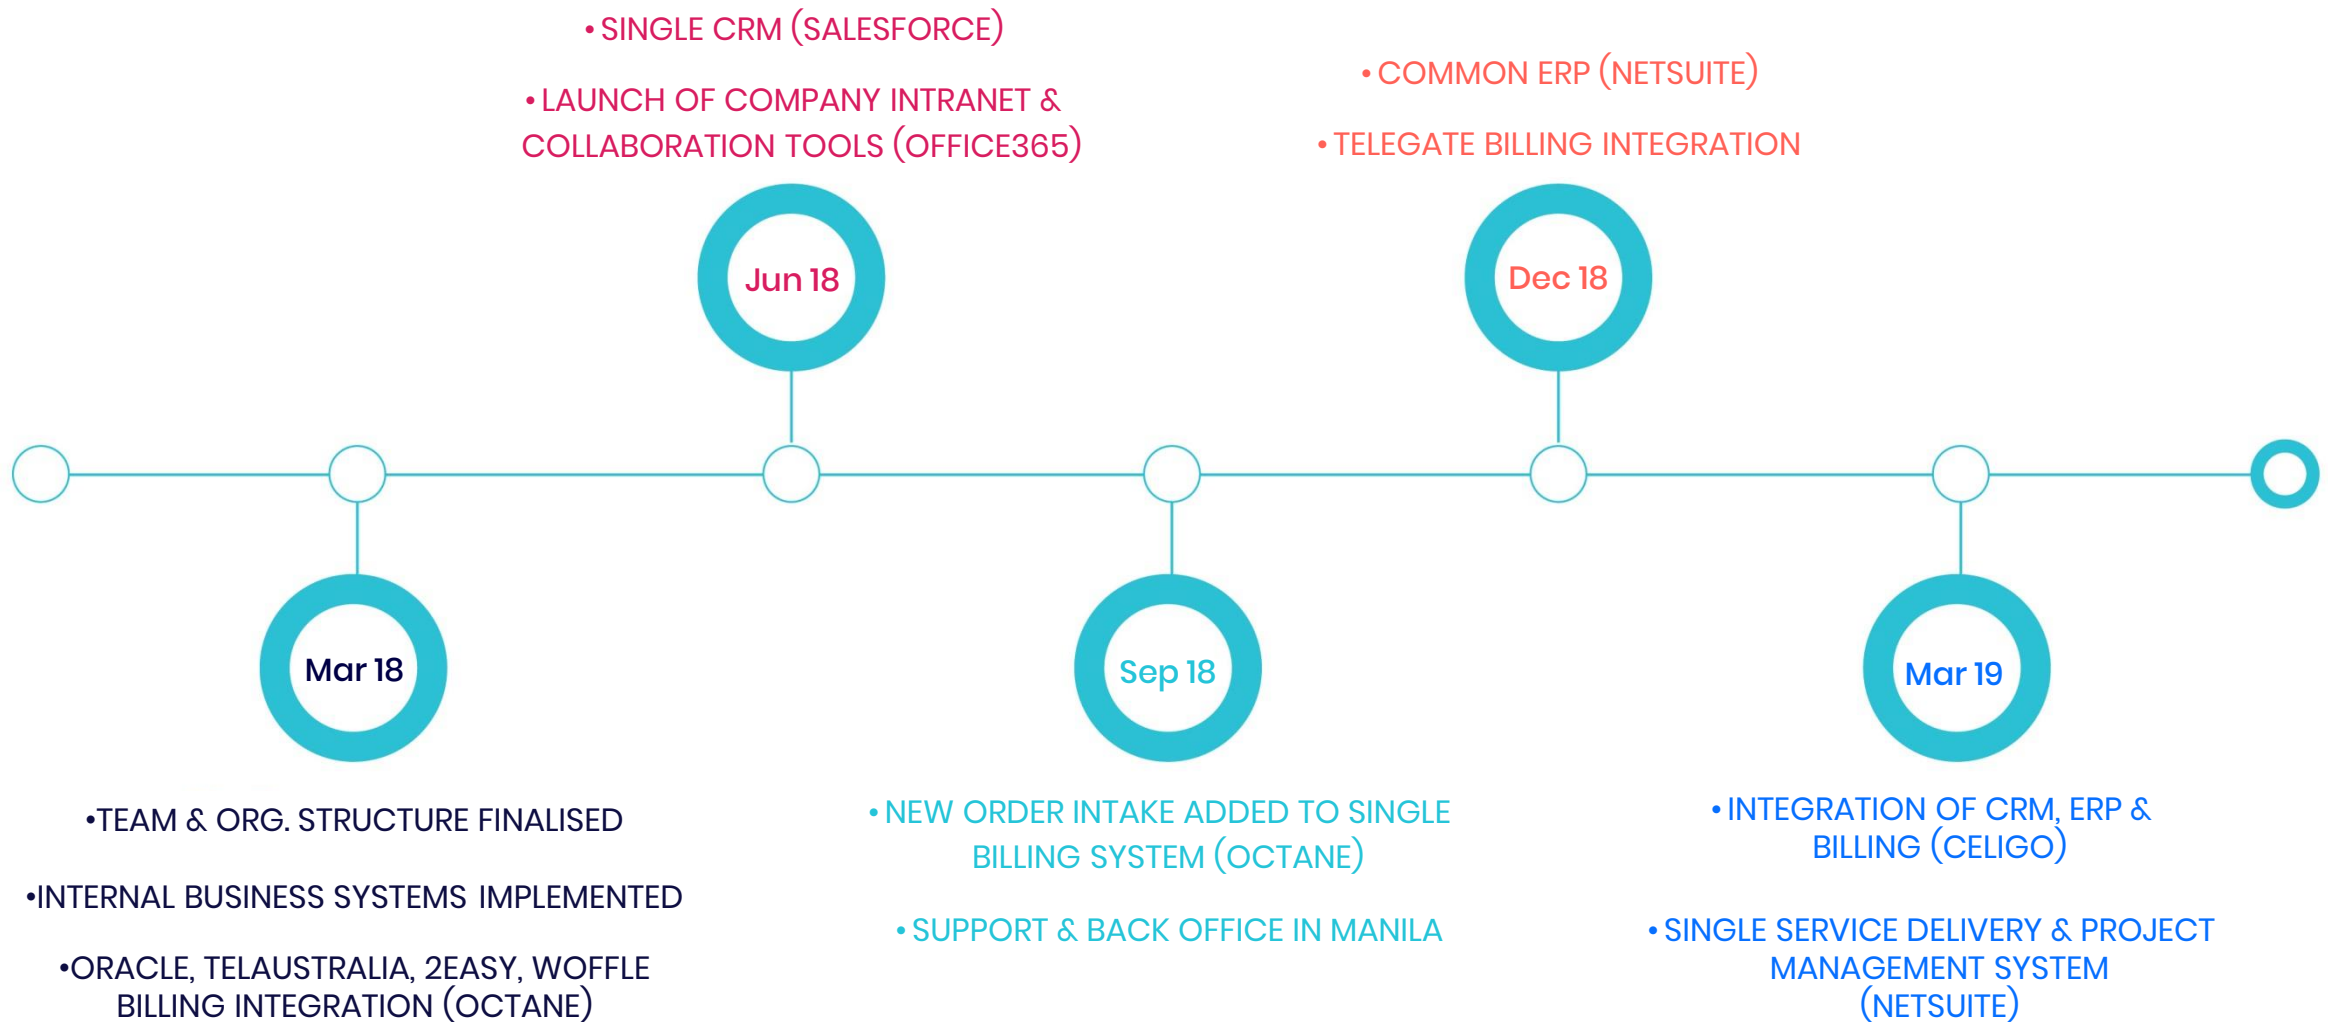 • SINGLE CRM (SALESFORCE)
• LAUNCH OF COMPANY INTRANET &
COLLABORATION TOOLS (OFFICE365)
Jun 18
• COMMON ERP (NETSUITE)
• TELEGATE BILLING INTEGRATION
Dec 18
Mar 18
•TEAM & ORG. STRUCTURE FINALISED
•INTERNAL BUSINESS SYSTEMS IMPLEMENTED
•ORACLE, TELAUSTRALIA, 2EASY, WOFFLE
BILLING INTEGRATION (OCTANE)
Sep 18
• NEW ORDER INTAKE ADDED TO SINGLE
BILLING SYSTEM (OCTANE)
• SUPPORT & BACK OFFICE IN MANILA
Mar 19
• INTEGRATION OF CRM, ERP &
BILLING (CELIGO)
• SINGLE SERVICE DELIVERY & PROJECT
MANAGEMENT SYSTEM
(NETSUITE)